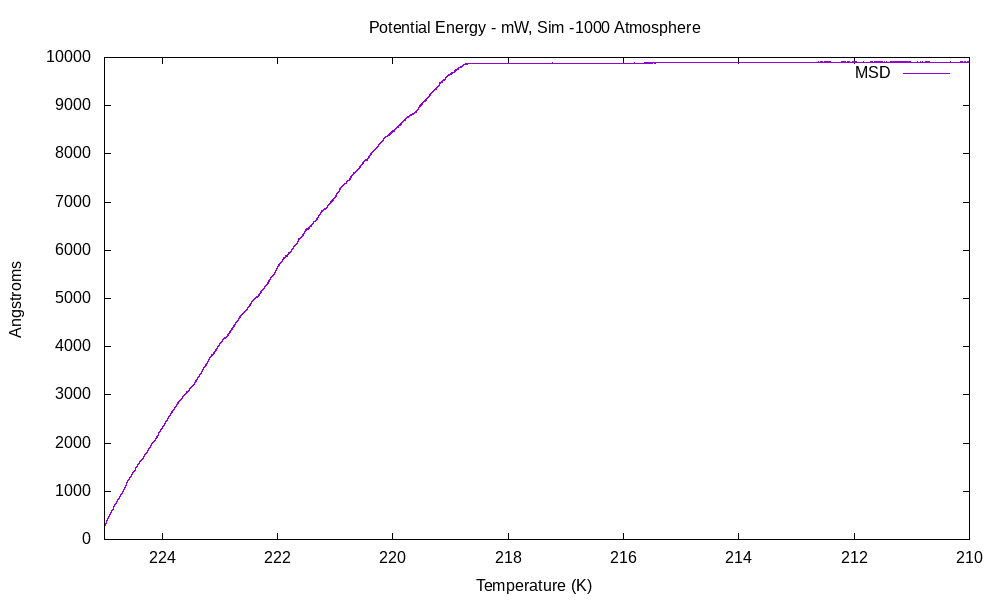 Potential Energy - mW, Sim -1000 Atmosphere
10000
MSD
9000
8000
7000
6000
5000
4000
3000
2000
1000
0
Angstroms
224 222 220 218 216 214 212 210
Temperature (K)